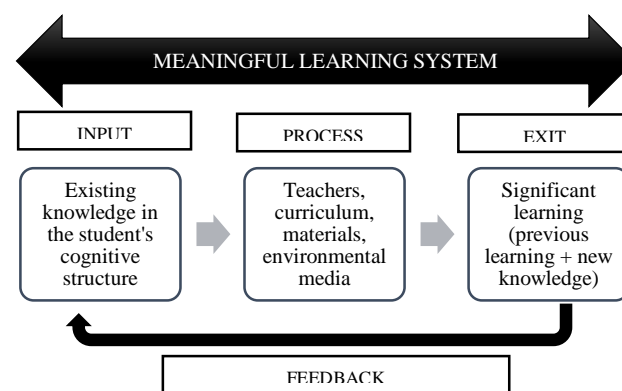 MEANINGFUL LEARNING SYSTEM
INPUT
PROCESS
EXIT
Existing
knowledge in
the student's
cognitive
structure
Teachers,
curriculum,
materials,
environmental
media
Significant
learning
(previous
learning + new
knowledge)
FEEDBACK